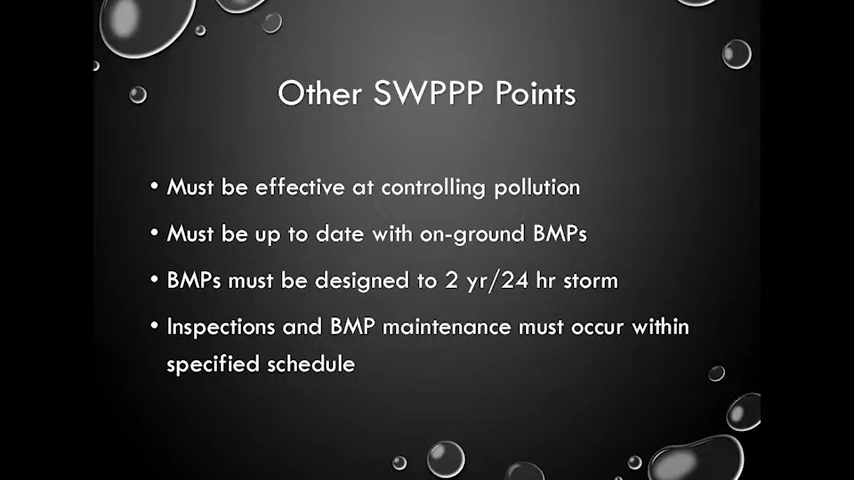 Other SWPPP Points
• Must be effective at controlling pollution
• Must be up to date with on-ground BMPs
• BMPs must be designed to 2 yr/24 hr storm
• Inspections and BMP maintenance must occur within
specified schedule